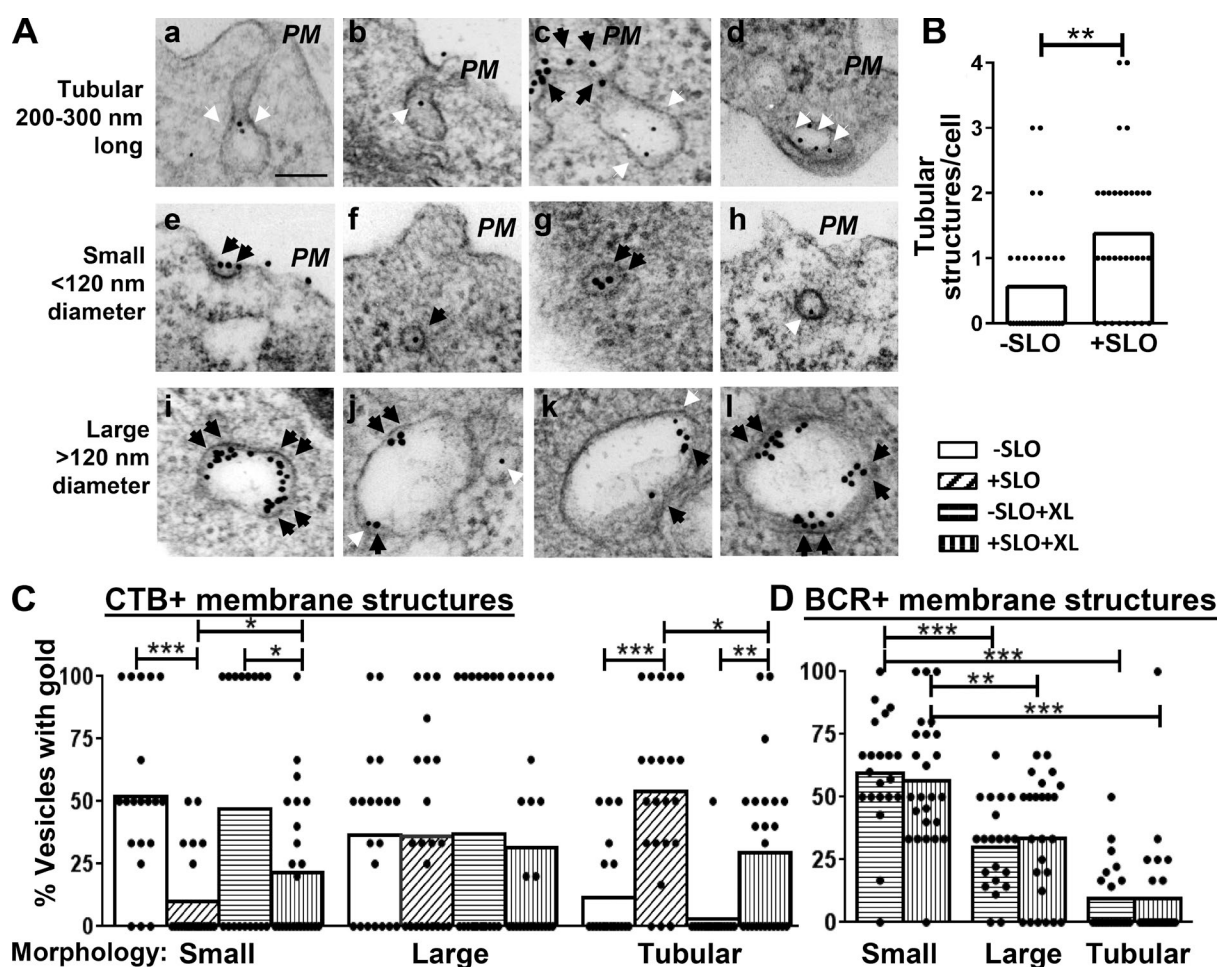 A
a
PM
b
PM
c
PM
d
PM
Tubular
200-300 nm
long
e
PM
f
PM
g
h
PM
Small
<120 nm
diameter
i
j
k
l
Large
>120 nm
diameter
B
**
Tubular
structures/cell
4
3
2
1
0
-SLO
+SLO
-SLO
+SLO
-SLO+XL
+SLO+XL
C
CTB+ membrane structures
*
***
*
*
***
**
% Vesicles with gold
100
75
50
25
0
Morphology:
Small
Large
Tubular
D
BCR+ membrane structures
***
***
**
***
100
75
50
25
0
Small
Large
Tubular